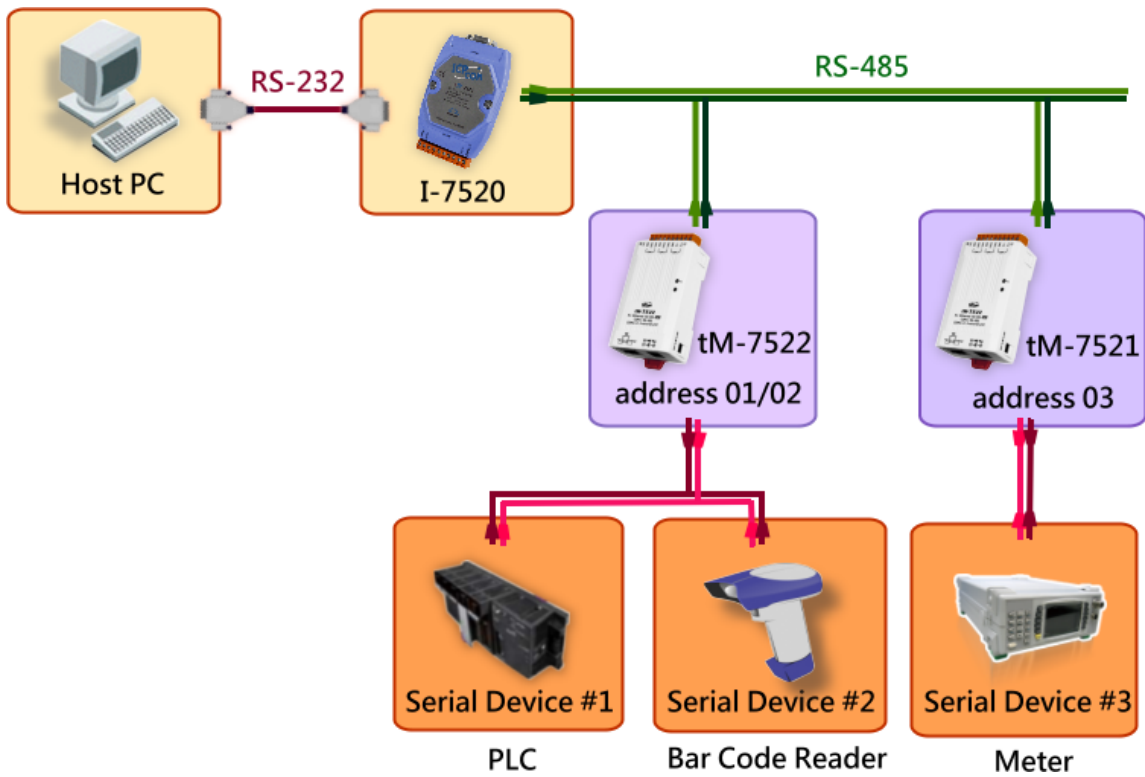 RS-232
RS-485
Host PC
I-7520
tM-7522
address 01/02
tM-7521
address 03
Serial Device #1
Serial Device #2
Serial Device #3
PLC
Bar Code Reader
Meter